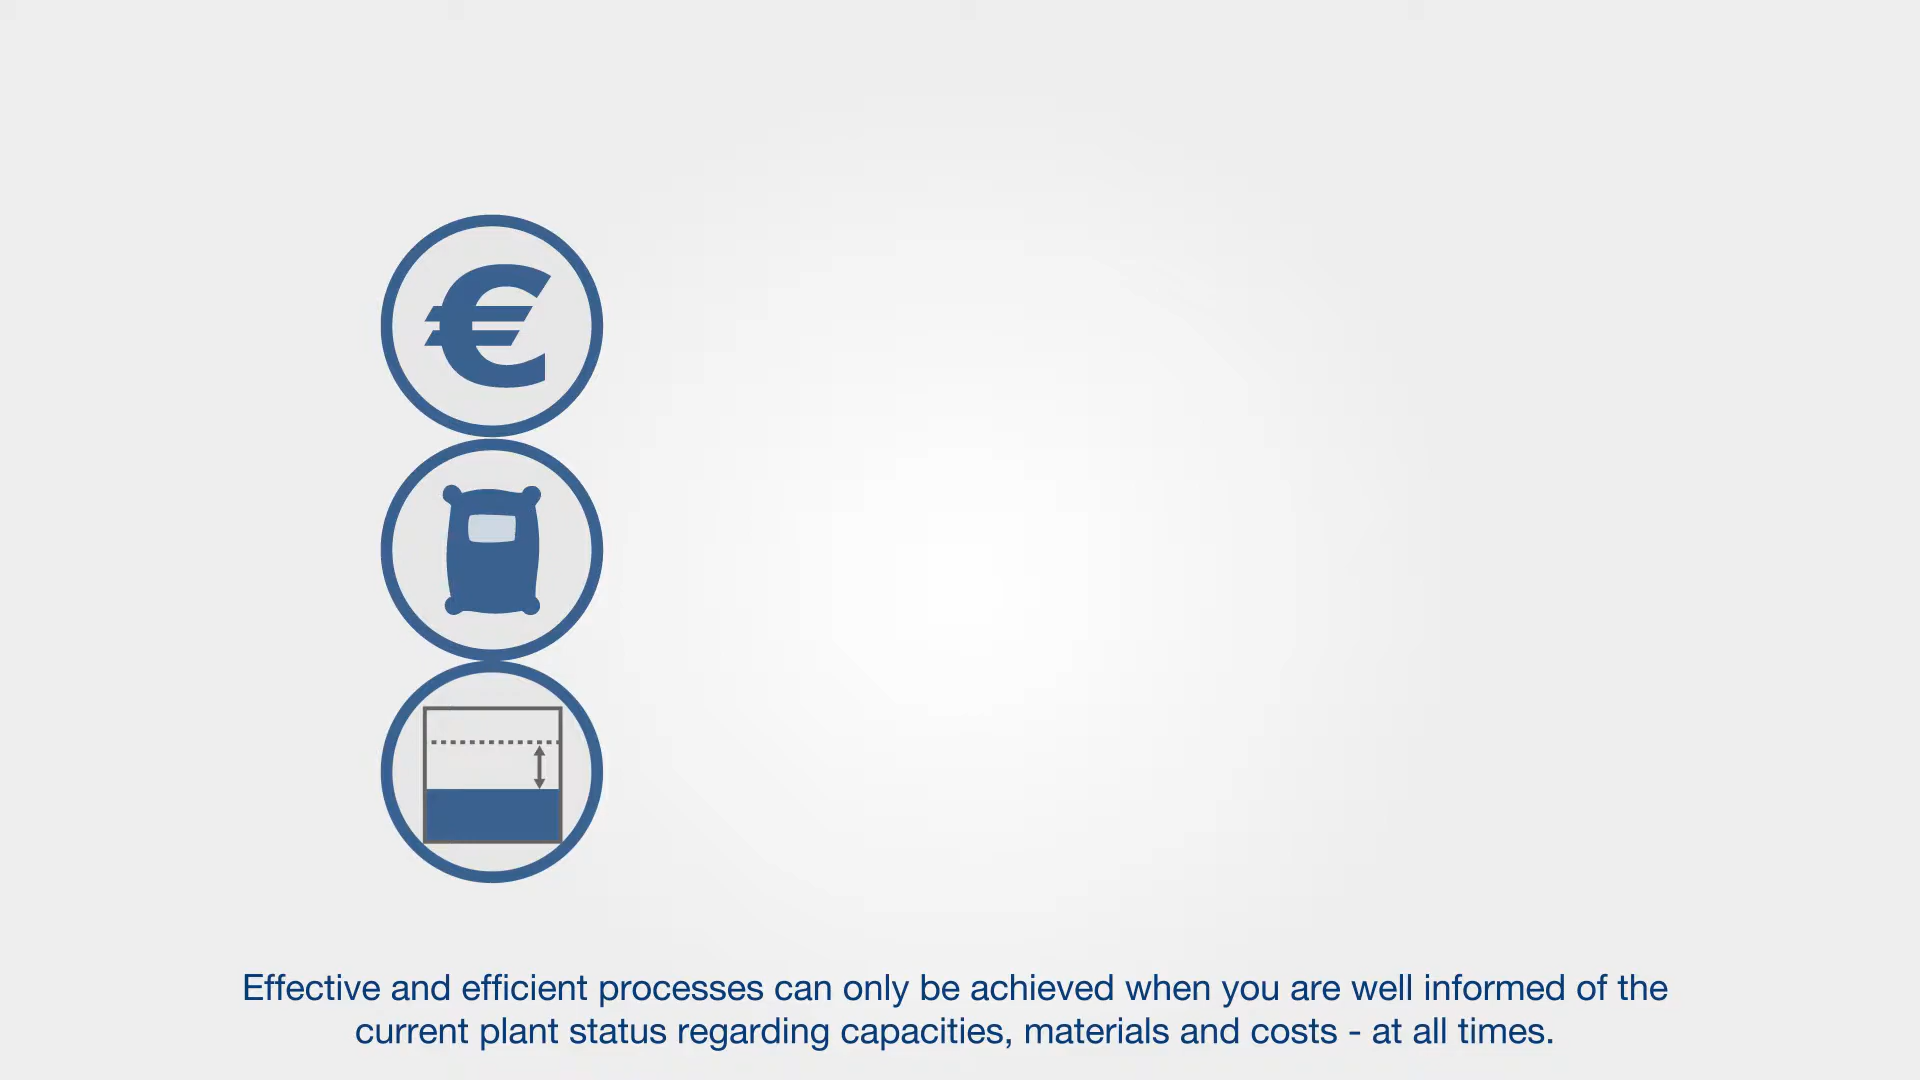 €
Effective and efficient processes can only be achieved when you are well informed of the
current plant status regarding capacities, materials and costs - at all times.